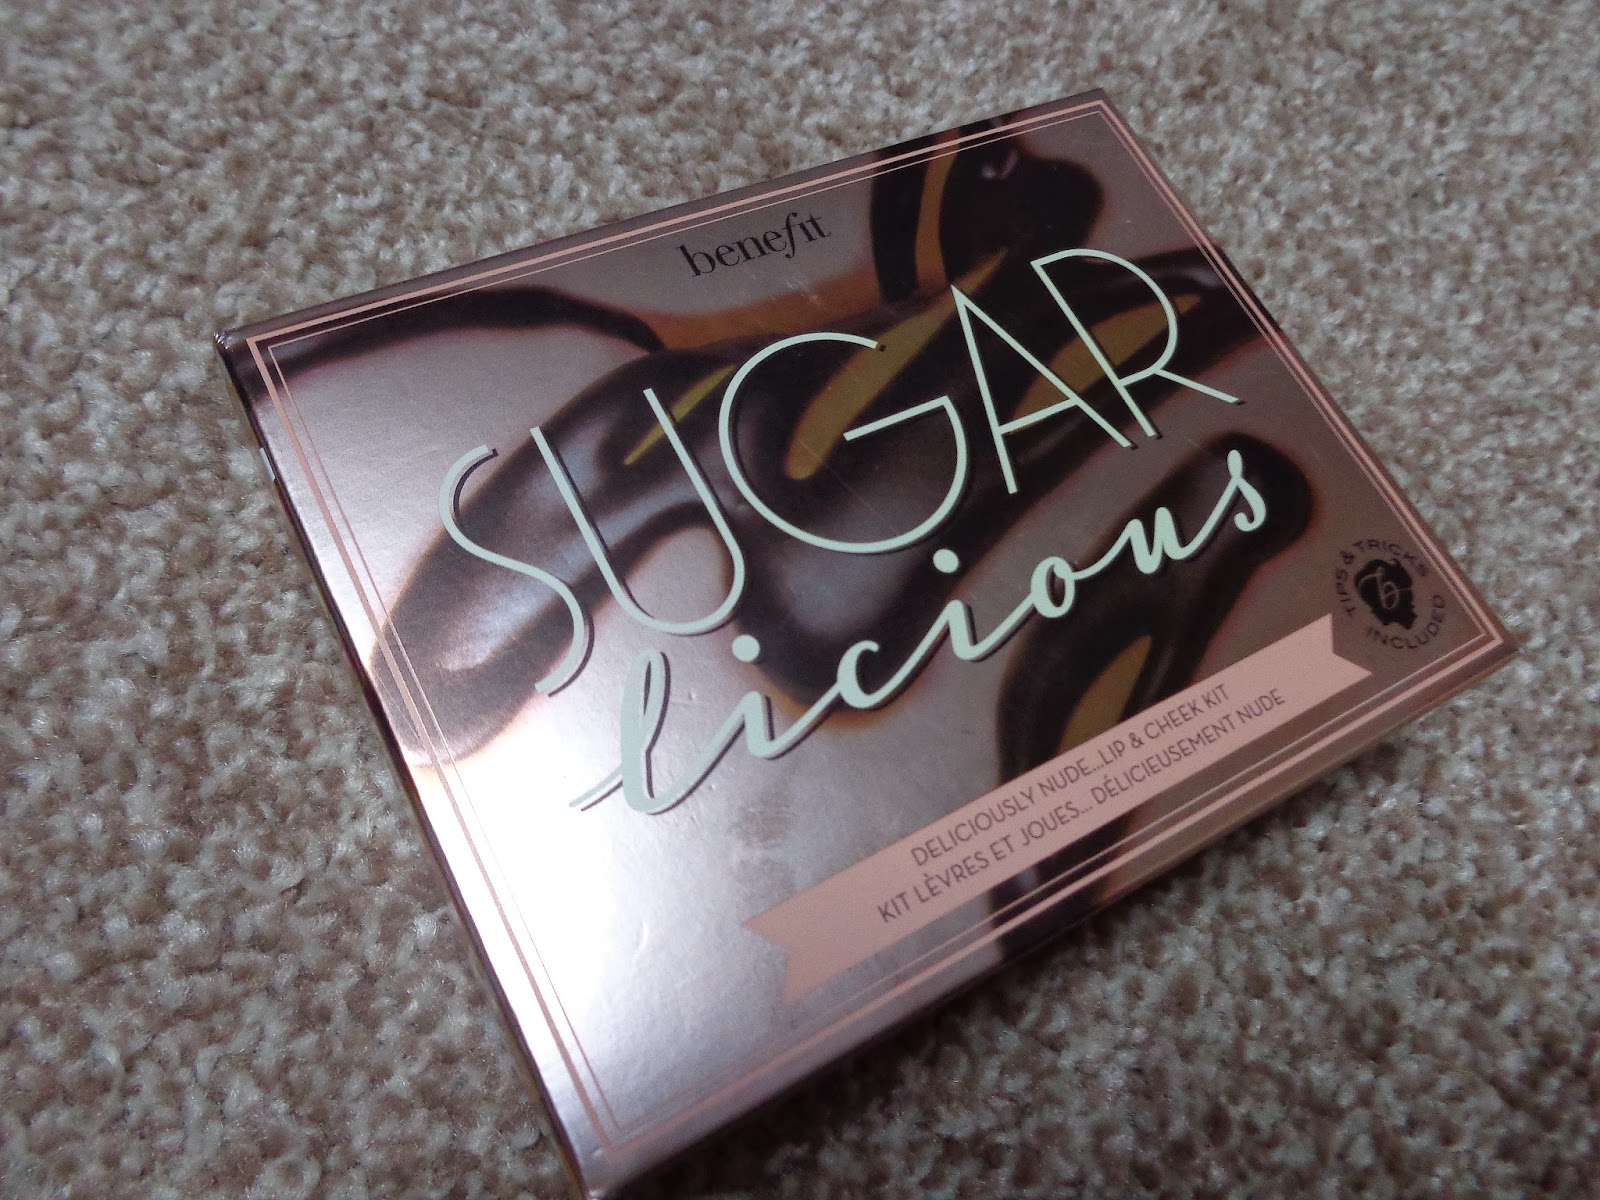 benefit
SUGAR
licious
TIPS & TRICKS
b
INCLUDED
DELICIOUSLY NUDE...LIP & CHEEK KIT
KIT LÈVRES ET JOUES...DÉLICIEUSEMENT NUDE